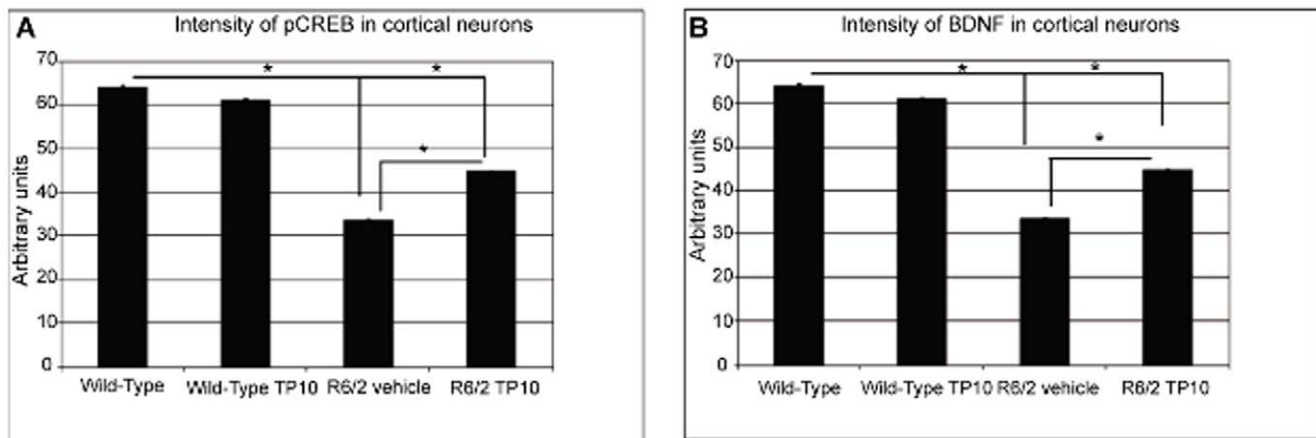 A
Intensity of pCREB in cortical neurons
Arbitrary units
70
60
50
40
30
20
10
0
* *
*
Wild-Type Wild-Type TP10 R6/2 vehicle R6/2 TP10
B
Intensity of BDNF in cortical neurons
Arbitrary units
70
60
50
40
30
20
10
0
* *
*
Wild-Type Wild-Type TP10 R6/2 vehicle R6/2 TP10